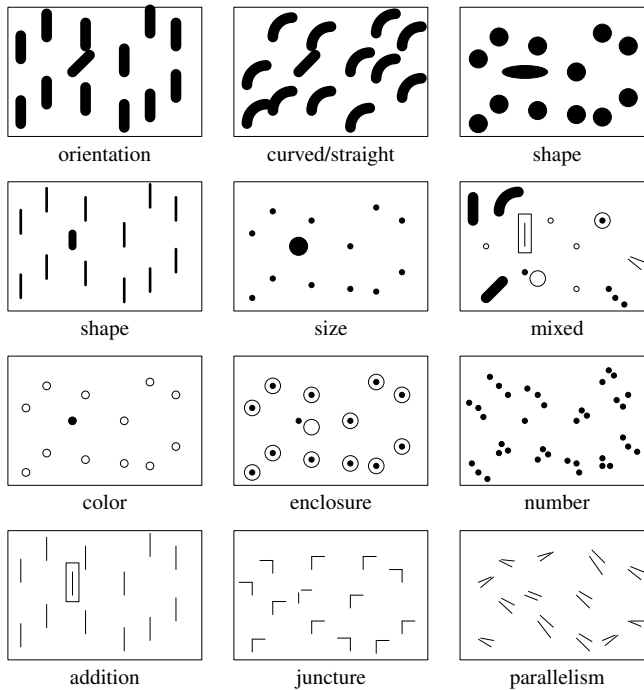 orientation
curved/straight
shape
shape
size
mixed
color
enclosure
number
addition
juncture
parallelism